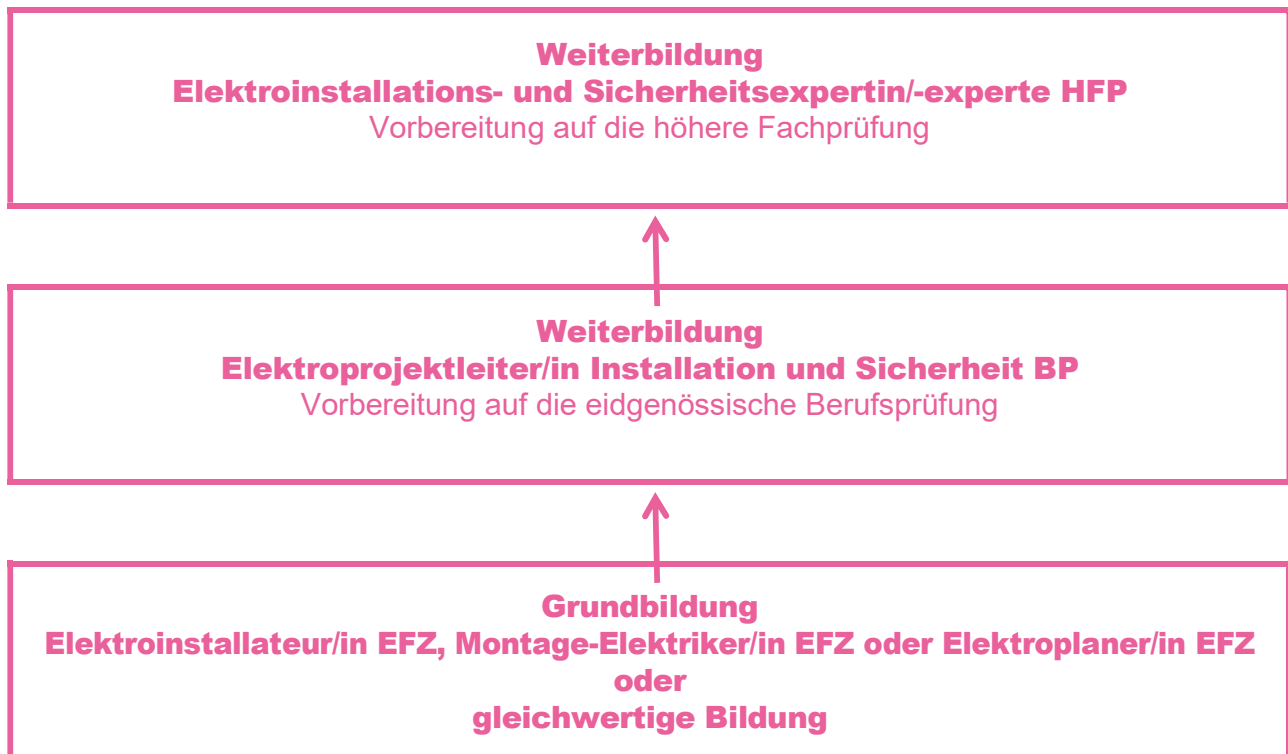 Weiterbildung
Elektroinstallations- und Sicherheitsexpertin/-experte HFP
Vorbereitung auf die höhere Fachprüfung
Weiterbildung
Elektroprojektleiter/in Installation und Sicherheit BP
Vorbereitung auf die eidgenössische Berufsprüfung
Grundbildung
Elektroinstallateur/in EFZ, Montage-Elektriker/in EFZ oder Elektroplaner/in EFZ
oder
gleichwertige Bildung